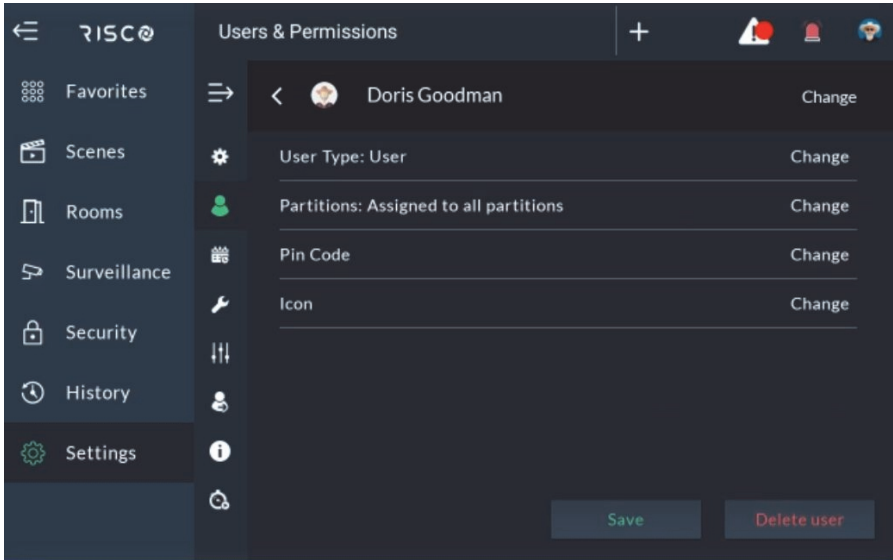 RISCO
Users & Permissions
+
Favorites
Scenes
Rooms
Surveillance
Security
History
Settings
Doris Goodman Change
User Type: User Change
Partitions: Assigned to all partitions Change
Pin Code Change
Icon Change
Save Delete user